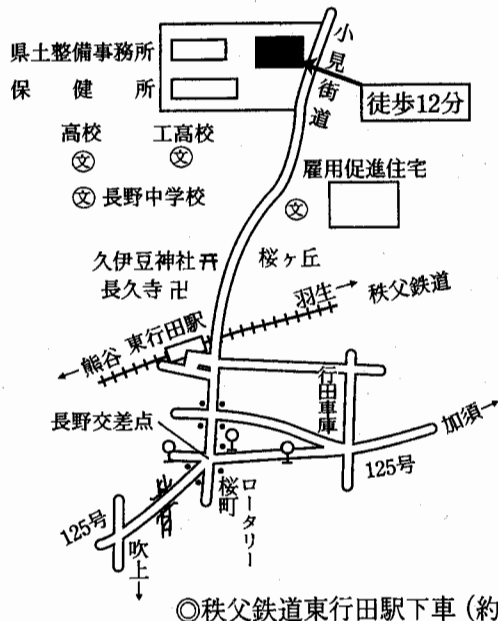 小見街道
県土整備事務所
保健所
徒歩12分
高校
工高校
文
文
雇用促進住宅
文 長野中学校
文
久伊豆神社
桜ヶ丘
長久寺
羽生→
秩父鉄道
←熊谷
東行田駅
行田車庫
長野交差点
加須→
125号
桜町
ロータリー
125号
吹上→
◎秩父鉄道東行田駅下車(約